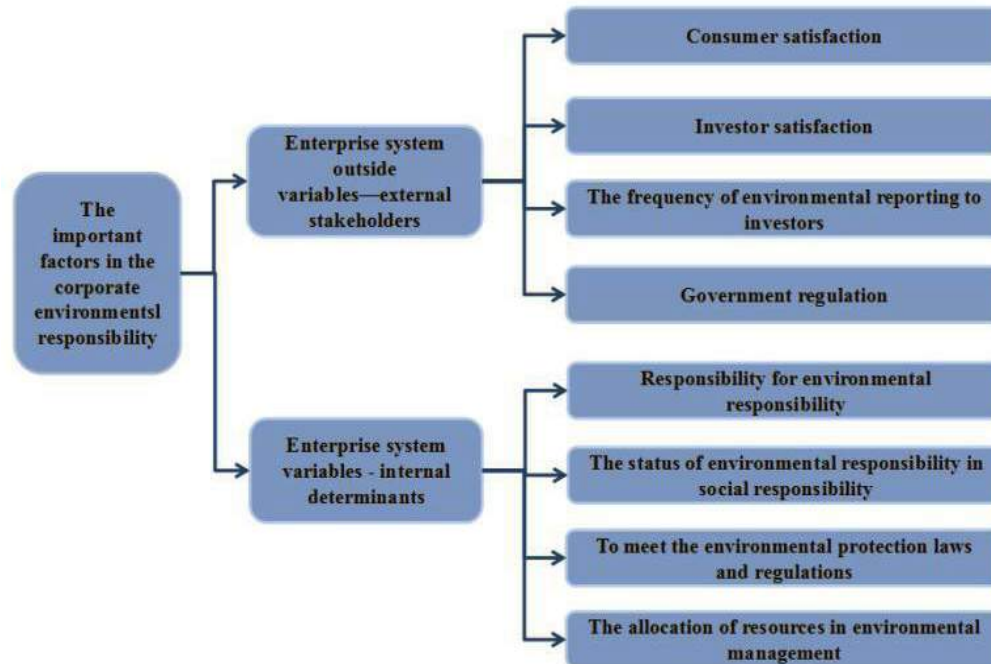 The
important
factors in the
corporate
environmentsl
responsibility
Enterprise system
outside
variables—external
stakeholders
Consumer satisfaction
Investor satisfaction
The frequency of environmental reporting to
investors
Government regulation
Enterprise system
variables - internal
determinants
Responsibility for environmental
responsibility
The status of environmental responsibility in
social responsibility
To meet the environmental protection laws
and regulations
The allocation of resources in environmental
management